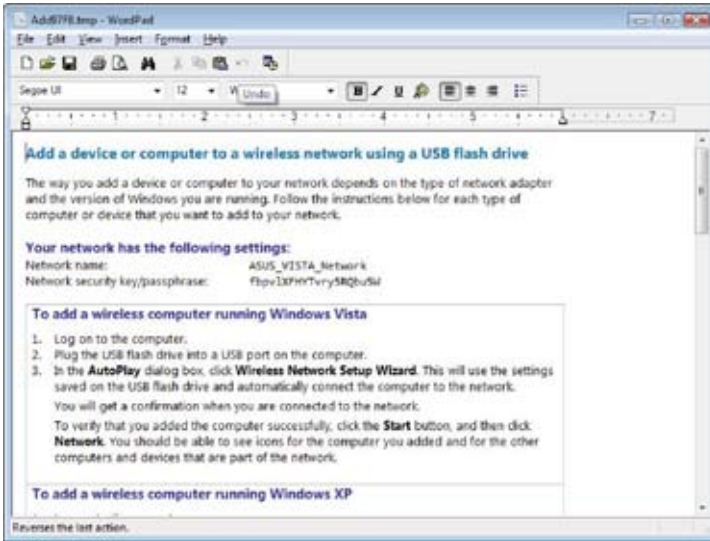 Add97FB.tmp - WordPad
File Edit View Insert Format Help
Segoe UI 12 W
Undo
B / U
1 2 3 4 5 7
Add a device or computer to a wireless network using a USB flash drive
The way you add a device or computer to your network depends on the type of network adapter
and the version of Windows you are running. Follow the instructions below for each type of
computer or device that you want to add to your network.
Your network has the following settings:
Network name: ASUS_VISTA_Network
Network security key/passphrase:
To add a wireless computer running Windows Vista
1. Log on to the computer.
2. Plug the USB flash drive into a USB port on the computer.
3. In the AutoPlay dialog box, click Wireless Network Setup Wizard. This will use the settings
saved on the USB flash drive and automatically connect the computer to the network.
You will get a confirmation when you are connected to the network.
To verify that you added the computer successfully, click the Start button, and then click
Network. You should be able to see icons for the computer you added and for the other
computers and devices that are part of the network.
To add a wireless computer running Windows XP
Reverses the last action.